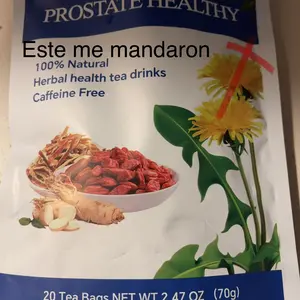 PROSTATE HEALTHY
Este me mandaron
100% Natural
Herbal health tea drinks
Caffeine Free
20 Tea Bags NET WT 2.47 OZ (70g)